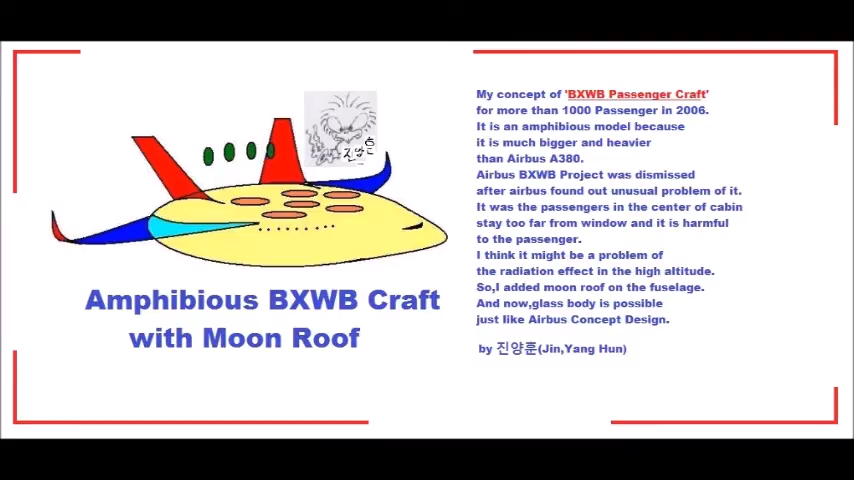 진양훈
Amphibious BXWB Craft
with Moon Roof
My concept of 'BXWB Passenger Craft'
for more than 1000 Passenger in 2006.
It is an amphibious model because
it is much bigger and heavier
than Airbus A380.
Airbus BXWB Project was dismissed
after airbus found out unusual problem of it.
It was the passengers in the center of cabin
stay too far from window and it is harmful
to the passenger.
I think it might be a problem of
the radiation effect in the high altitude.
So,I added moon roof on the fuselage.
And now,glass body is possible
just like Airbus Concept Design.
by 진양훈(Jin,Yang Hun)